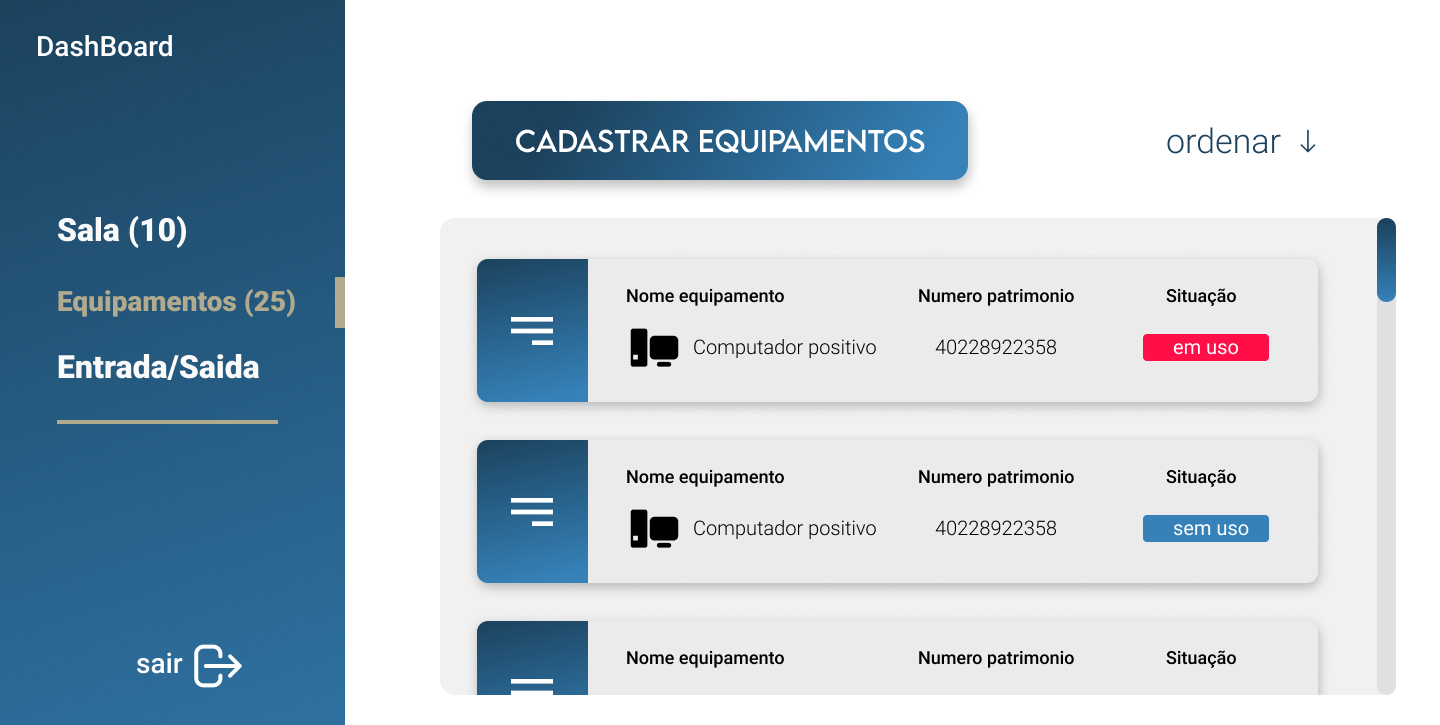 DashBoard
Sala (10)
Equipamentos (25)
Entrada/Saida
sair
CADASTRAR EQUIPAMENTOS
ordenar ↓
Nome equipamento Numero patrimonio Situação
Computador positivo 40228922358 em uso
Nome equipamento Numero patrimonio Situação
Computador positivo 40228922358 sem uso
Nome equipamento Numero patrimonio Situação